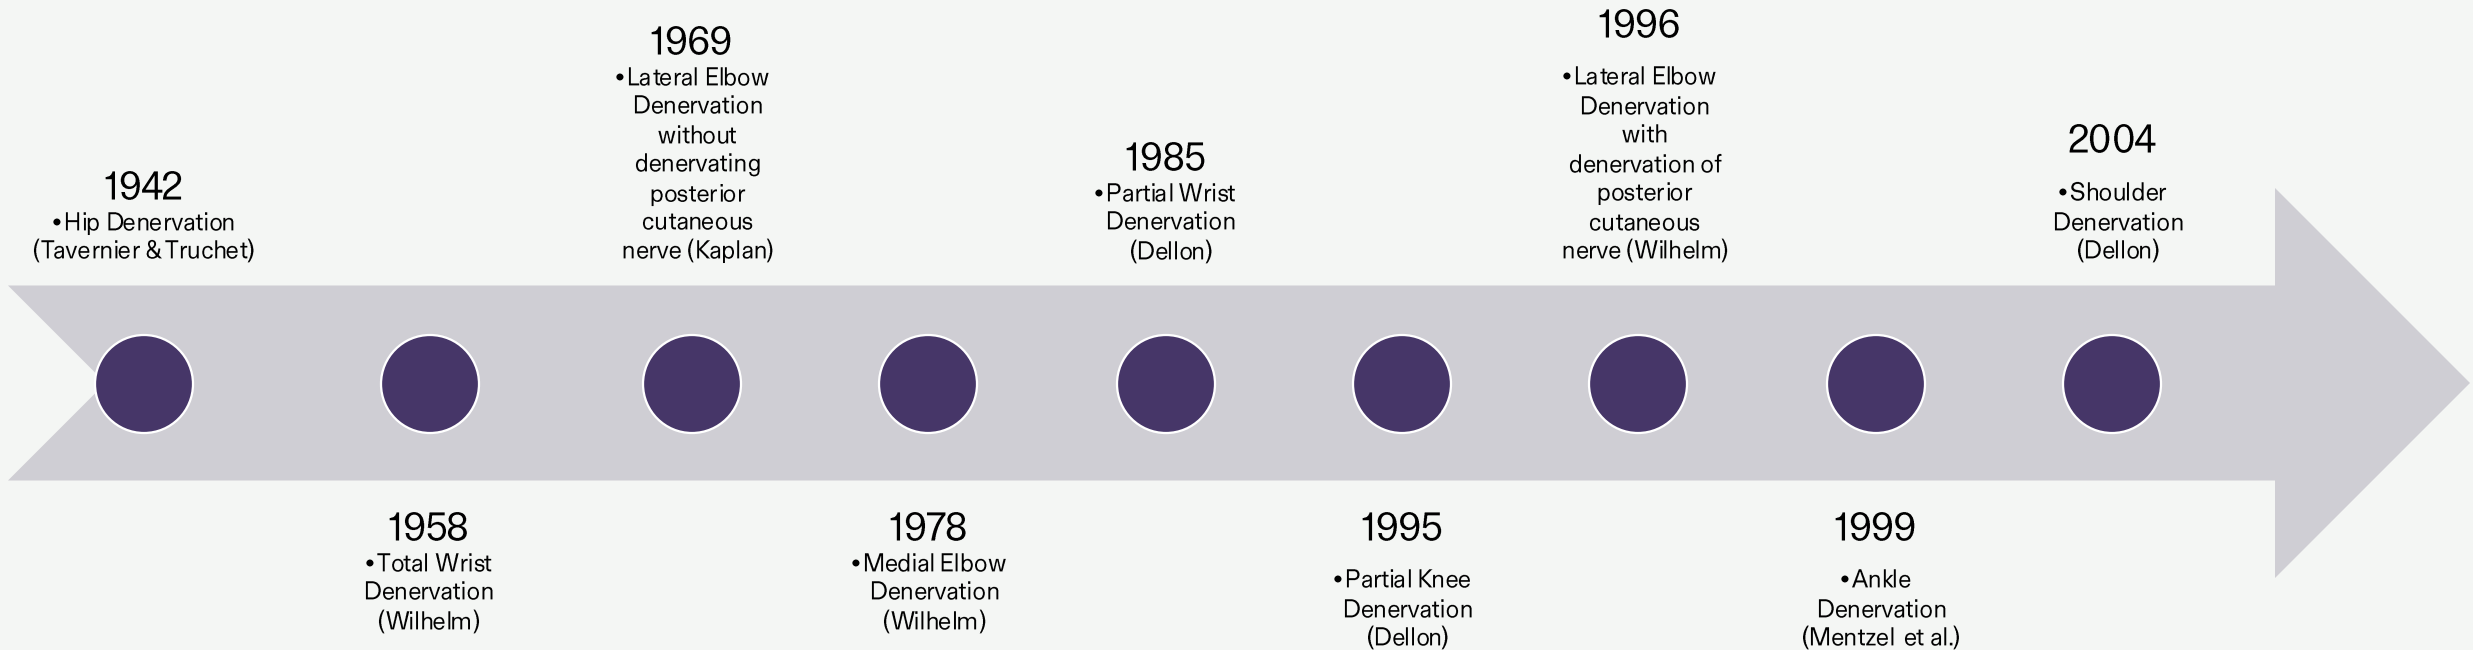 1942
•Hip Denervation
(Tavernier & Truchet)
1958
•Total Wrist
Denervation
(Wilhelm)
1969
•Lateral Elbow
Denervation
without
denervating
posterior
cutaneous
nerve (Kaplan)
1978
•Medial Elbow
Denervation
(Wilhelm)
1985
•Partial Wrist
Denervation
(Dellon)
1995
•Partial Knee
Denervation
(Dellon)
1996
•Lateral Elbow
Denervation
with
denervation of
posterior
cutaneous
nerve (Wilhelm)
1999
•Ankle
Denervation
(Mentzel et al.)
2004
•Shoulder
Denervation
(Dellon)